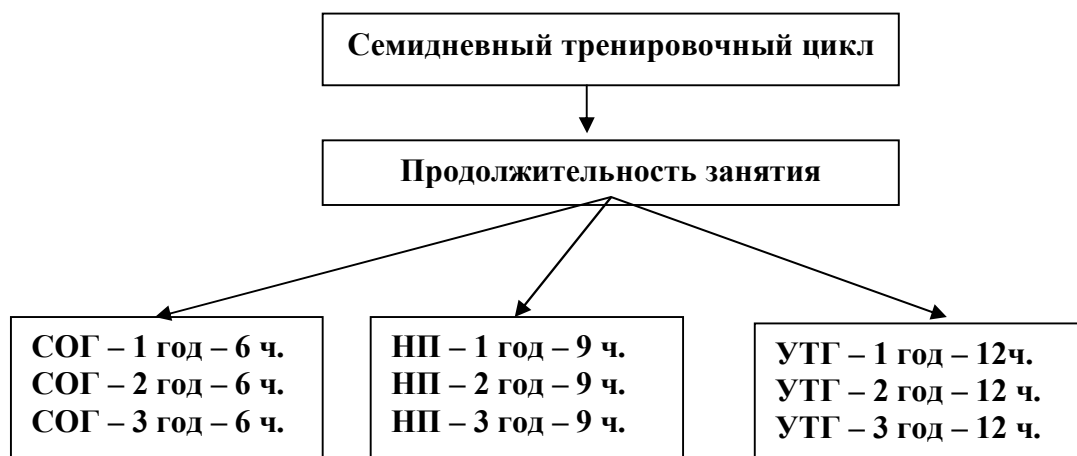 Семидневный тренировочный цикл
Продолжительность занятия
СОГ – 1 год – 6 ч.
СОГ – 2 год – 6 ч.
СОГ – 3 год – 6 ч.
НП – 1 год – 9 ч.
НП – 2 год – 9 ч.
НП – 3 год – 9 ч.
УТГ – 1 год – 12ч.
УТГ – 2 год – 12 ч.
УТГ – 3 год – 12 ч.